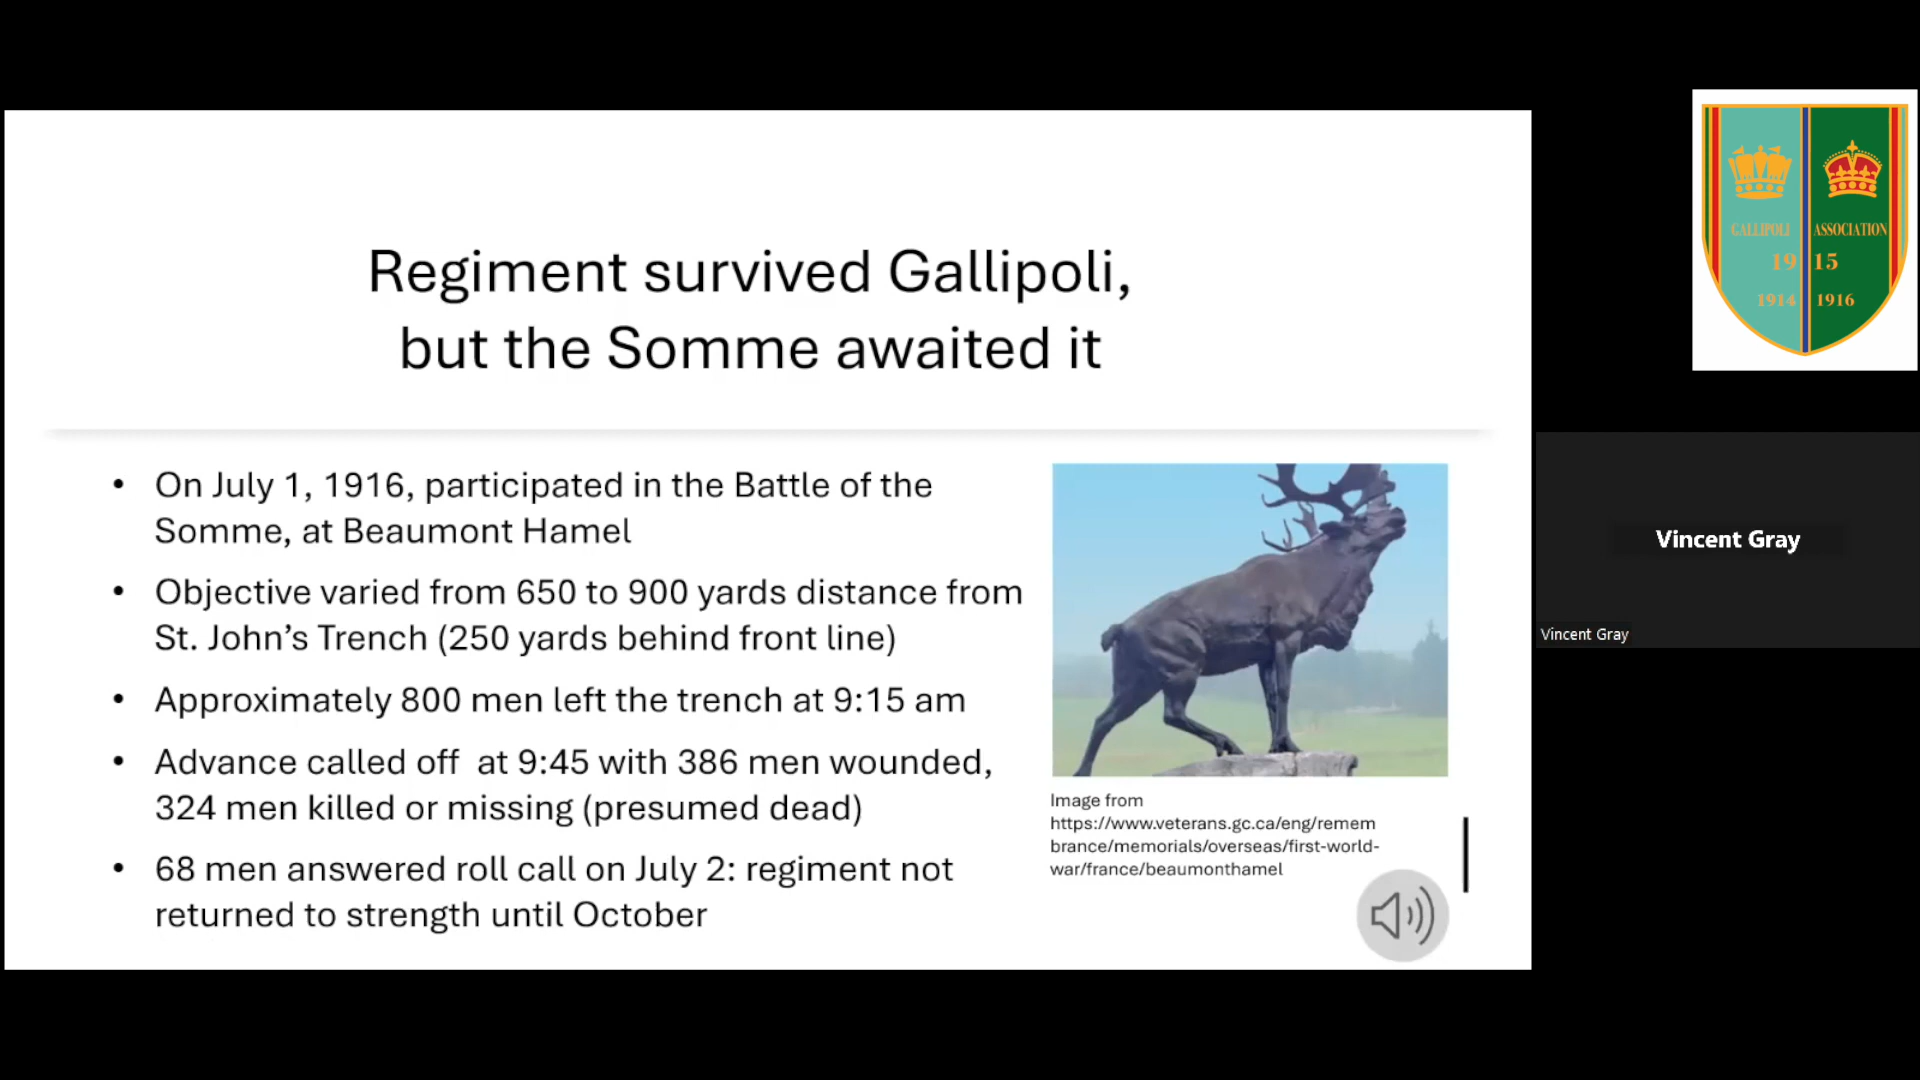 Regiment survived Gallipoli,
but the Somme awaited it
• On July 1, 1916, participated in the Battle of the
Somme, at Beaumont Hamel
• Objective varied from 650 to 900 yards distance from
St. John’s Trench (250 yards behind front line)
• Approximately 800 men left the trench at 9:15 am
• Advance called off  at 9:45 with 386 men wounded,
324 men killed or missing (presumed dead)
• 68 men answered roll call on July 2: regiment not
returned to strength until October
Image from
https://www.veterans.gc.ca/eng/remem
brance/memorials/overseas/first-world-
war/france/beaumonthamel
GALLIPOLI ASSOCIATION
19 15
1914 1916
Vincent Gray
Vincent Gray